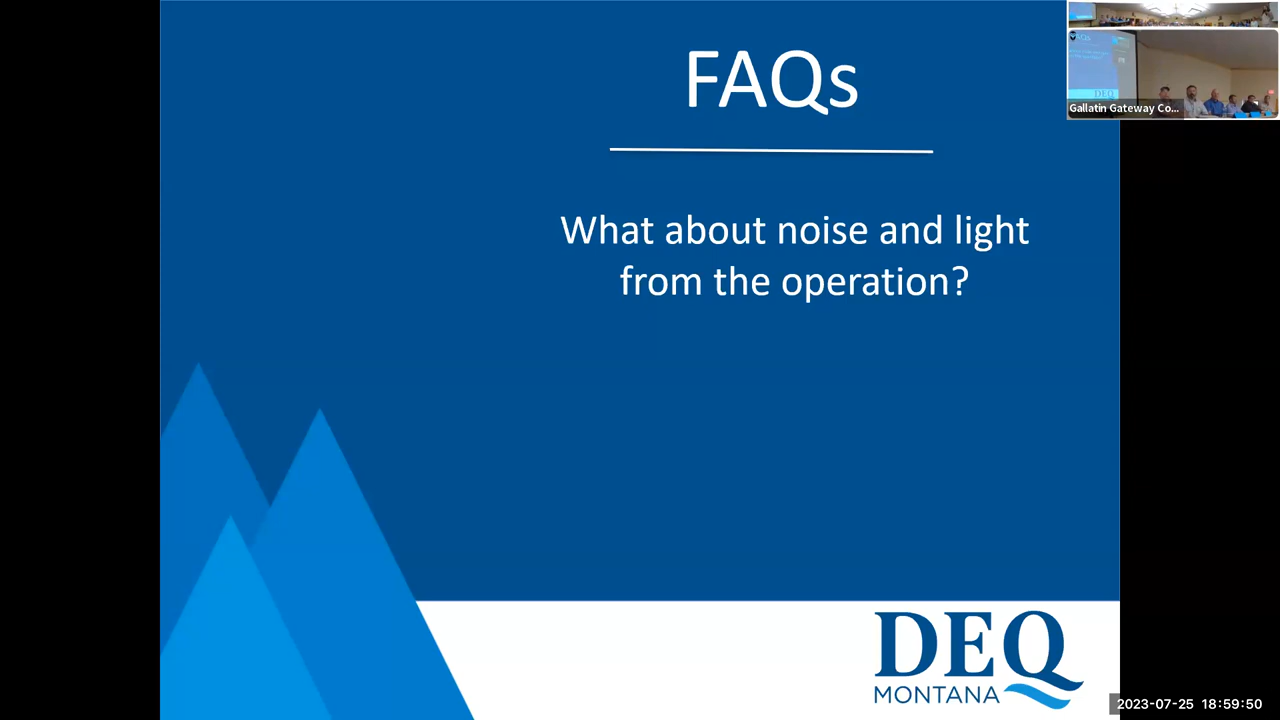 FAQs
What about noise and light
from the operation?
Gallatin Gateway Co...
DEQ
DEQ
MONTANA
2023-07-25 18:59:50